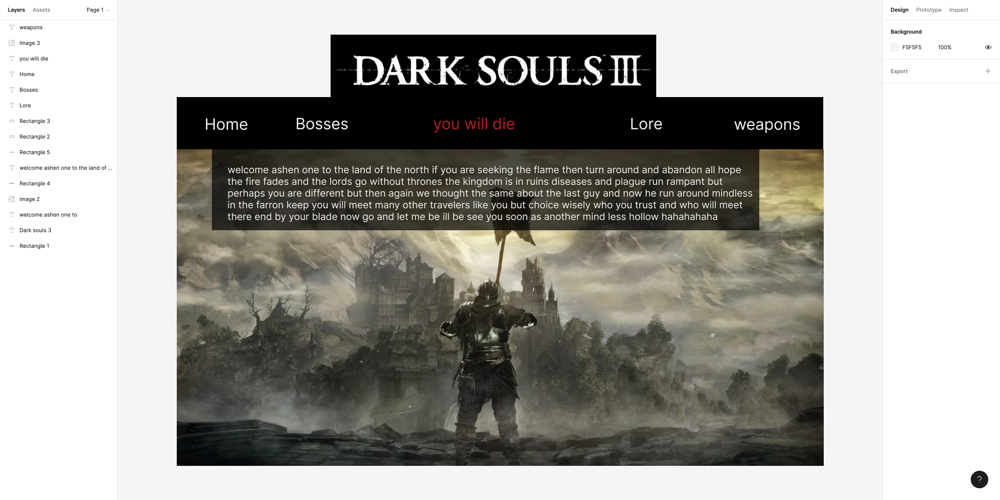 Layers Assets Page 1
weapons
image 3
you will die
Home
Bosses
Lore
Rectangle 3
Rectangle 2
Rectangle 5
welcome ashen one to the land of ...
Rectangle 4
image 2
welcome ashen one to
Dark souls 3
Rectangle 1
DARK SOULS III™
Home Bosses you will die Lore weapons
welcome ashen one to the land of the north if you are seeking the flame then turn around and abandon all hope
the fire fades and the lords go without thrones the kingdom is in ruins diseases and plague run rampant but
perhaps you are different but then again we thought the same about the last guy and now he run around mindless
in the farron keep you will meet many other travelers like you but choice wisely who you trust and who will meet
there end by your blade now go and let me be ill be see you soon as another mind less hollow hahahahaha
Design Prototype Inspect
Background
F5F5F5 100%
Export
?